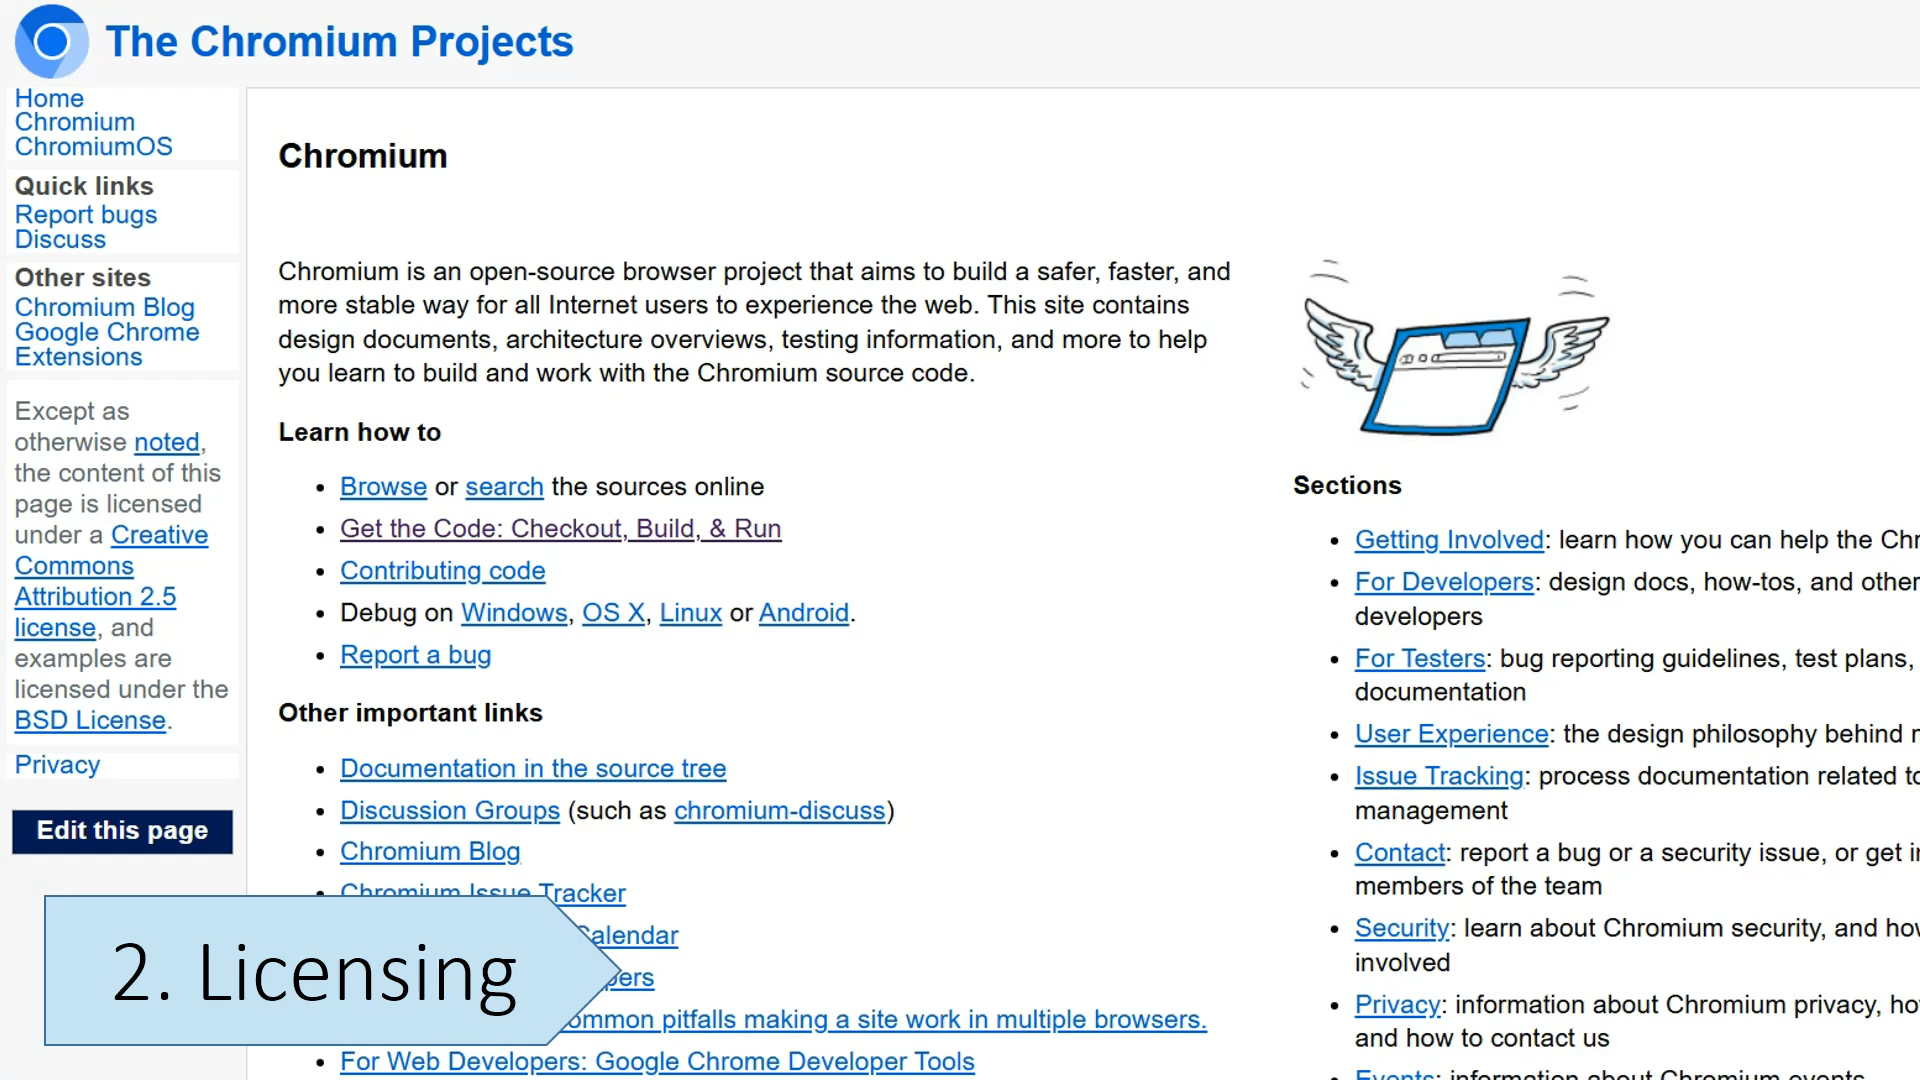 The Chromium Projects
Home
Chromium
ChromiumOS
Quick links
Report bugs
Discuss
Other sites
Chromium Blog
Google Chrome
Extensions
Except as
otherwise noted,
the content of this
page is licensed
under a Creative
Commons
Attribution 2.5
license, and
examples are
licensed under the
BSD License.
Privacy
Edit this page
Chromium
Chromium is an open-source browser project that aims to build a safer, faster, and
more stable way for all Internet users to experience the web. This site contains
design documents, architecture overviews, testing information, and more to help
you learn to build and work with the Chromium source code.
Learn how to
• Browse or search the sources online
• Get the Code: Checkout, Build, & Run
• Contributing code
• Debug on Windows, OS X, Linux or Android.
• Report a bug
Other important links
• Documentation in the source tree
• Discussion Groups (such as chromium-discuss)
• Chromium Blog
• Chromium Issue Tracker
Calendar
pitfalls making a site work in multiple browsers.
• For Web Developers: Google Chrome Developer Tools
Sections
• Getting Involved: learn how you can help the
• For Developers: design docs, how-tos, and other
developers
• For Testers: bug reporting guidelines, test plans,
documentation
• User Experience: the design philosophy behind
• Issue Tracking: process documentation related
management
• Contact: report a bug or a security issue, or get
members of the team
• Security: learn about Chromium security, and
involved
• Privacy: information about Chromium privacy,
and how to contact us
• Events: information about Chromium events
2. Licensing